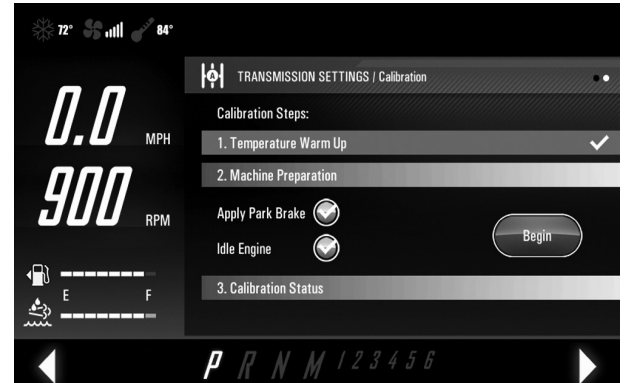 72° 84°
TRANSMISSION SETTINGS / Calibration
0.0 MPH
Calibration Steps:
1. Temperature Warm Up
900 RPM
2. Machine Preparation
Apply Park Brake
Idle Engine
Begin
E F
3. Calibration Status
P R N M 1 2 3 4 5 6